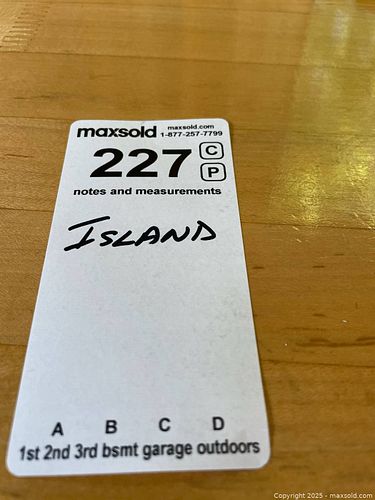 maxsold maxsold.com
1-877-257-7799
227 C
P
notes and measurements
ISLAND
A B C D
1st 2nd 3rd bsmt garage outdoors
Copyright © 2025 - maxsold.com